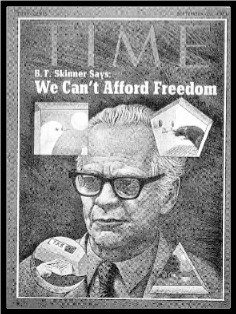 TIME
B. F. Skinner Says:
We Can't Afford Freedom